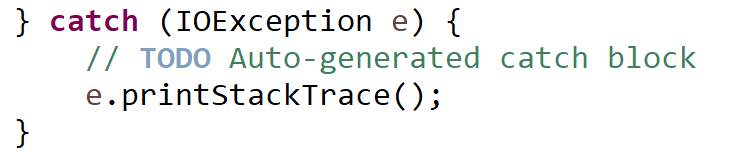 } catch (IOException e) {
    // TODO Auto-generated catch block
    e.printStackTrace();
}